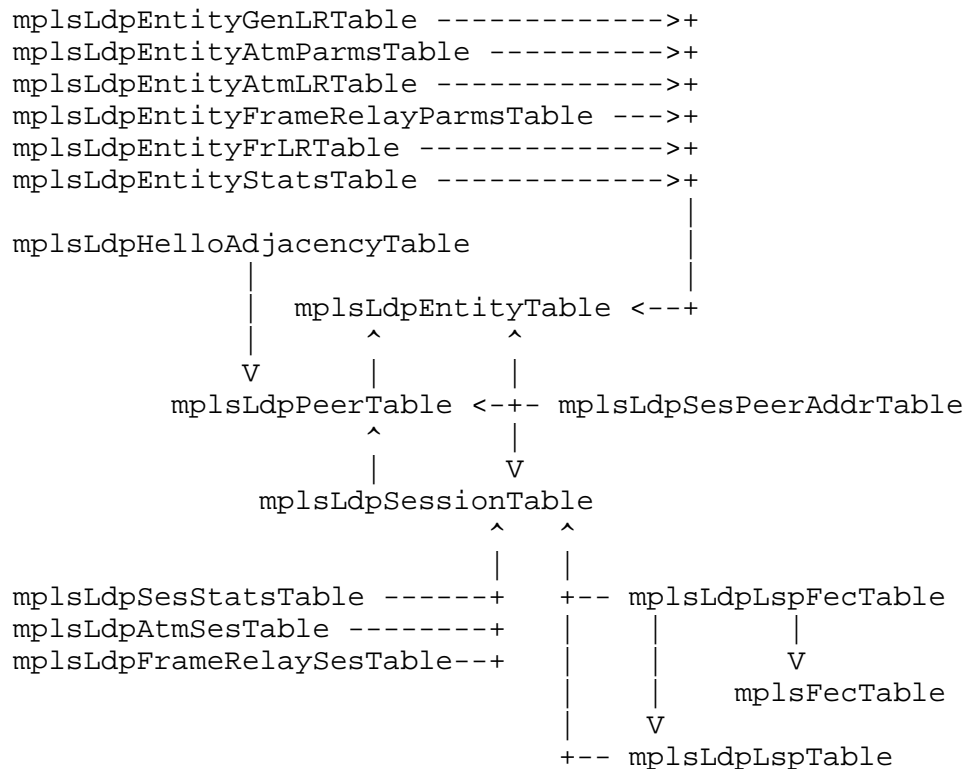 mplsLdpEntityGenLRTable ------------->+
mplsLdpEntityAtmParmsTable ---------->+
mplsLdpEntityAtmLRTable ------------->+
mplsLdpEntityFrameRelayParmsTable --->+
mplsLdpEntityFrLRTable -------------->+
mplsLdpEntityStatsTable ------------->+
|
mplsLdpHelloAdjacencyTable |
| |
| mplsLdpEntityTable <--+
| ^ ^
V | |
mplsLdpPeerTable <-+- mplsLdpSesPeerAddrTable
^ |
| V
mplsLdpSessionTable
^ ^
| |
mplsLdpSesStatsTable ------+ +-- mplsLdpLspFecTable
mplsLdpAtmSesTable --------+ | | |
mplsLdpFrameRelaySesTable--+ | | V
| | mplsFecTable
| V
+-- mplsLdpLspTable